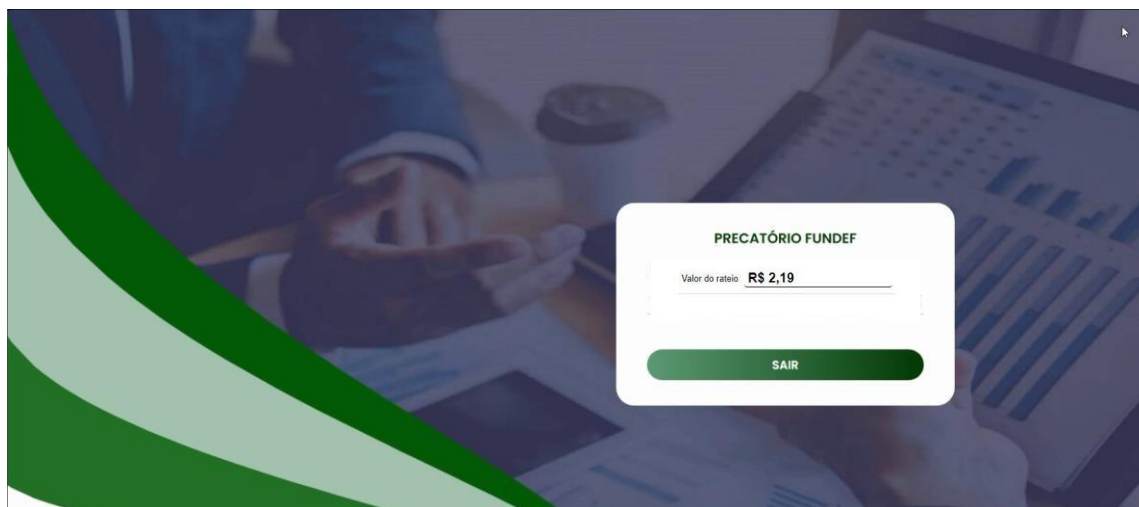 PRECATÓRIO FUNDEF
Valor do rateio R$ 2,19
SAIR